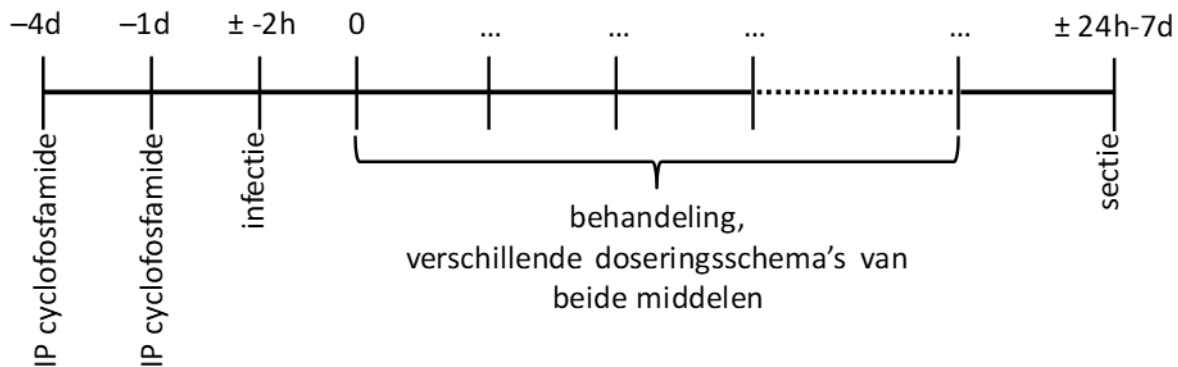 –4d –1d ± -2h 0 ... ... ... ... ± 24h-7d
IP cyclofosfamide
IP cyclofosfamide
infectie
sectie
behandeling,
verschillende doseringsschema's van
beide middelen